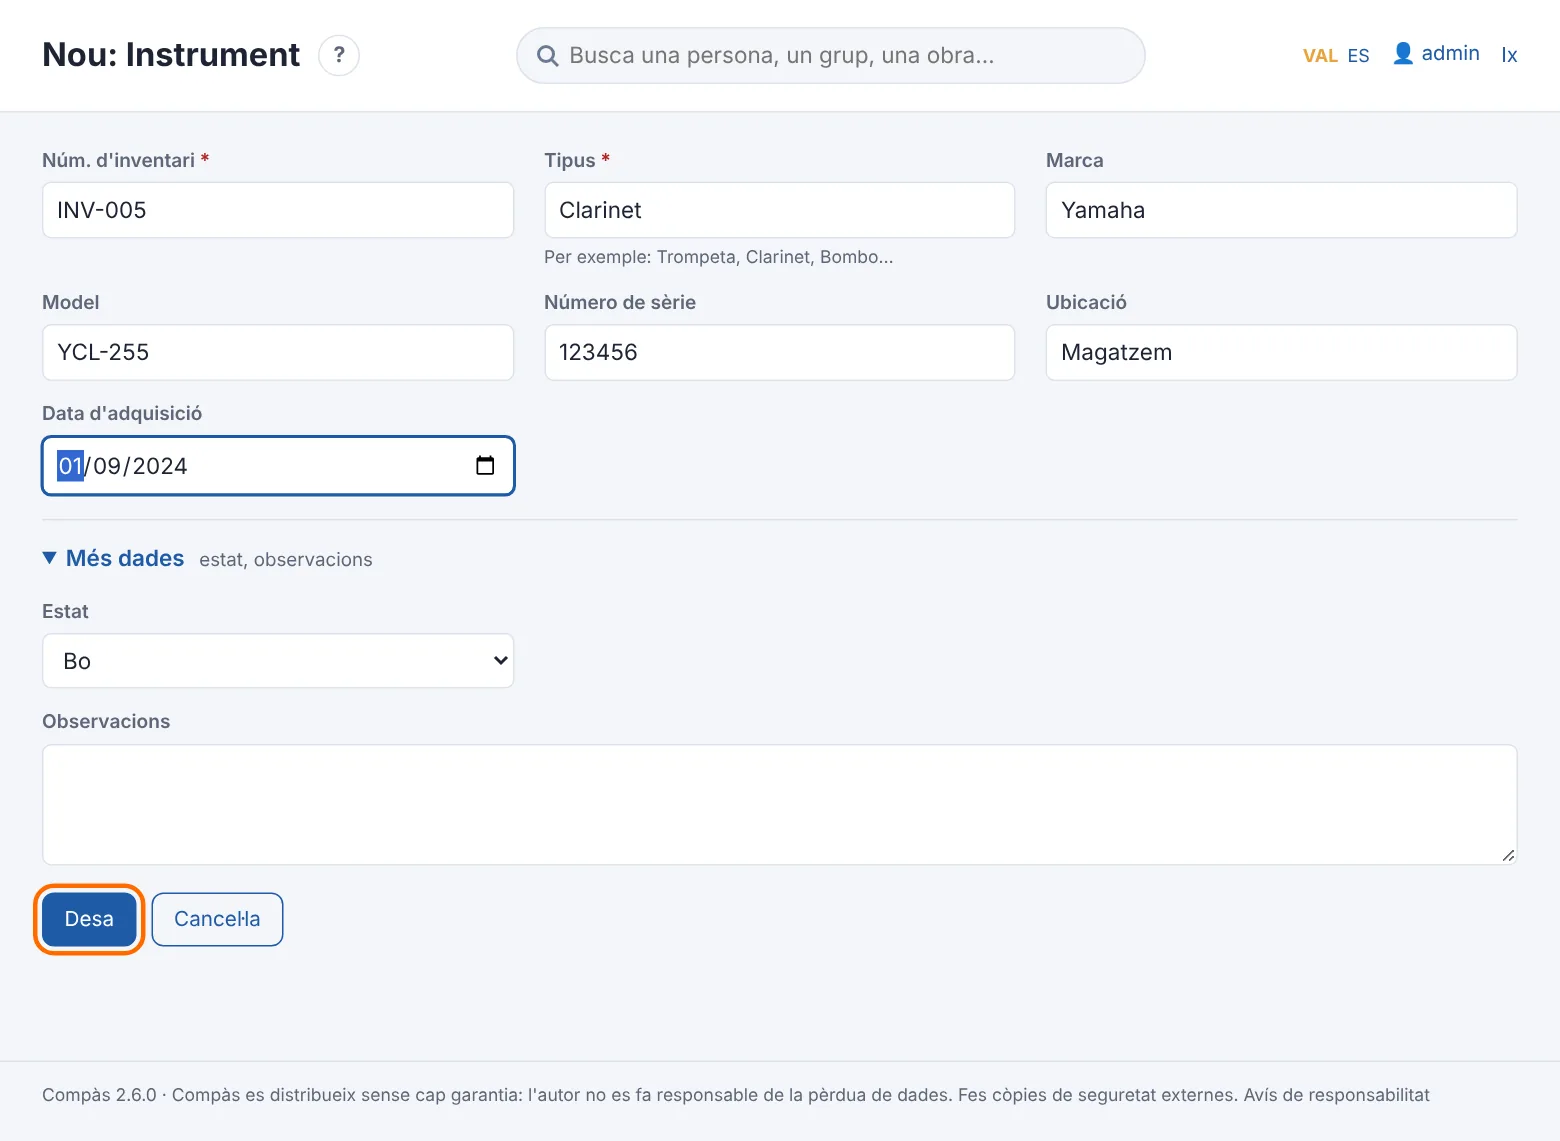 Nou: Instrument ?
Busca una persona, un grup, una obra...
VAL ES admin Ix
Núm. d'inventari *
Tipus *
Marca
INV-005
Clarinet
Yamaha
Per exemple: Trompeta, Clarinet, Bombo...
Model
Número de sèrie
Ubicació
YCL-255
123456
Magatzem
Data d'adquisició
01/09/2024
Més dades estat, observacions
Estat
Bo
Observacions
Desa
Cancel·la
Compàs 2.6.0 · Compàs es distribueix sense cap garantia: l'autor no es fa responsable de la pèrdua de dades. Fes còpies de seguretat externes. Avís de responsabilitat